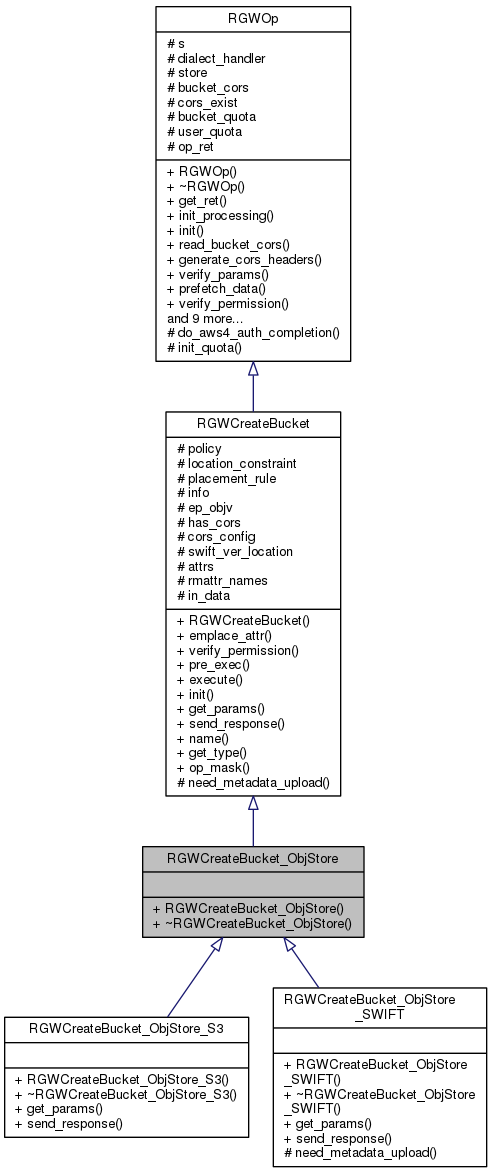 RGWOp
# s
# dialect_handler
# store
# bucket_cors
# cors_exist
# bucket_quota
# user_quota
# op_ret
+ RGWOp()
+ ~RGWOp()
+ get_ret()
+ init_processing()
+ init()
+ read_bucket_cors()
+ generate_cors_headers()
+ verify_params()
+ prefetch_data()
+ verify_permission()
and 9 more...
# do_aws4_auth_completion()
# init_quota()
RGWCreateBucket
# policy
# location_constraint
# placement_rule
# info
# ep_objv
# has_cors
# cors_config
# swift_ver_location
# attrs
# rmattr_names
# in_data
+ RGWCreateBucket()
+ emplace_attr()
+ verify_permission()
+ pre_exec()
+ execute()
+ init()
+ get_params()
+ send_response()
+ name()
+ get_type()
+ op_mask()
# need_metadata_upload()
RGWCreateBucket_ObjStore
+ RGWCreateBucket_ObjStore()
+ ~RGWCreateBucket_ObjStore()
RGWCreateBucket_ObjStore_S3
+ RGWCreateBucket_ObjStore_S3()
+ ~RGWCreateBucket_ObjStore_S3()
+ get_params()
+ send_response()
RGWCreateBucket_ObjStore
_SWIFT
+ RGWCreateBucket_ObjStore
_SWIFT()
+ ~RGWCreateBucket_ObjStore
_SWIFT()
+ get_params()
+ send_response()
# need_metadata_upload()